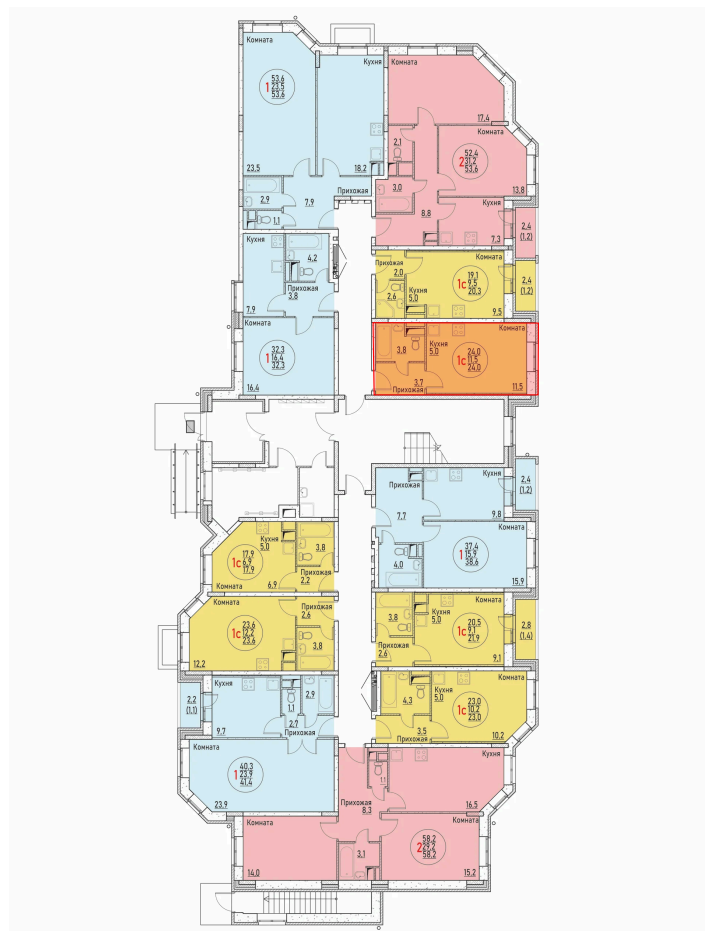 Комната
1
53,6
23,5
53,6
23,5
Кухня
18,2
Прихожая
7,9
2,9
1,1
Комната
17,4
2,1
Комната
2
52,4
31,2
53,6
13,8
3,0
8,8
Кухня
7,3
2,4
(1,2)
Кухня
7,9
4,2
Прихожая
3,8
Комната
1
32,3
16,4
32,3
16,4
Прихожая
2,0
2,6
Кухня
5,0
Комната
1с
19,1
9,5
20,3
9,5
2,4
(1,2)
3,8
Кухня
5,0
Комната
1с
24,0
11,5
24,0
11,5
3,7
Прихожая
Прихожая
7,7
Кухня
9,8
2,4
(1,2)
4,0
Комната
1
37,4
15,9
38,6
15,9
1с
17,9
6,9
17,9
Кухня
5,0
3,8
Комната
6,9
Прихожая
2,2
Комната
1с
23,6
12,2
23,6
12,2
Прихожая
2,6
3,8
3,8
Кухня
5,0
Комната
1с
20,5
9,1
21,9
9,1
2,6
Прихожая
2,8
(1,4)
4,3
Кухня
5,0
Комната
1с
23,0
10,2
23,0
10,2
3,5
Прихожая
2,2
(1,1)
Кухня
9,7
1,1
2,9
2,7
Прихожая
Комната
1
40,3
23,9
41,4
23,9
1,1
Кухня
16,5
Прихожая
8,3
Комната
14,0
3,1
2
58,2
29,2
58,2
Комната
15,2